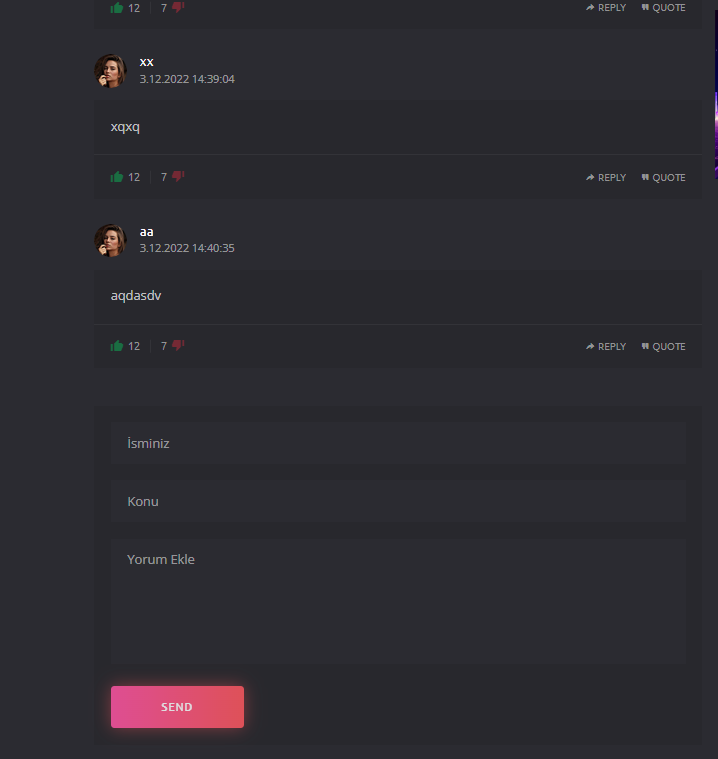 12 7 REPLY QUOTE
xx
3.12.2022 14:39:04
xqxq
12 7 REPLY QUOTE
aa
3.12.2022 14:40:35
aqdasdv
12 7 REPLY QUOTE
İsminiz
Konu
Yorum Ekle
SEND